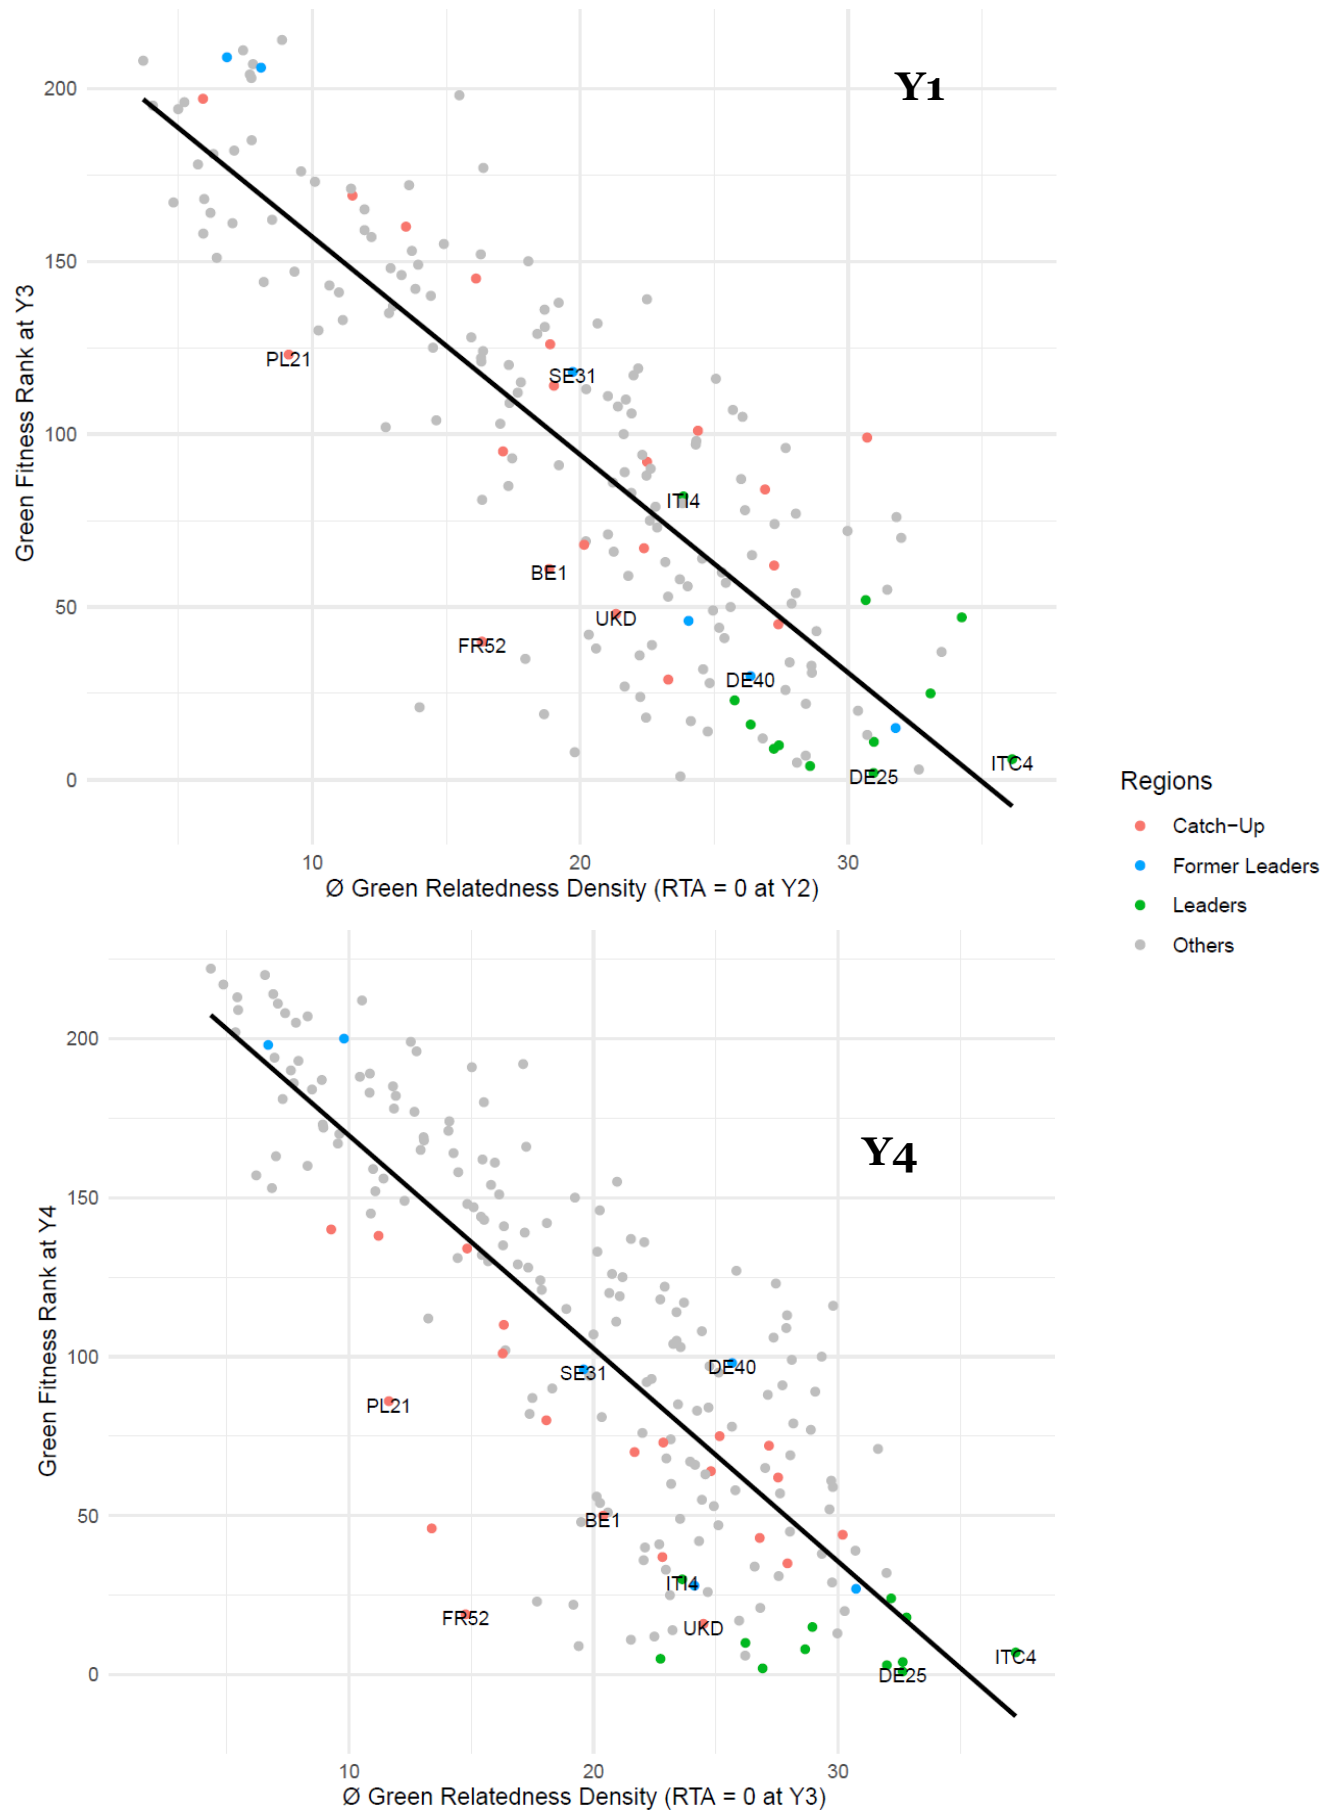 Y1
Green Fitness Rank at Y3
200
150
100
50
0
PL21
SE31
ITI4
BE1
UKD
FR52
DE40
DE25
ITC4
10
20
30
Ø Green Relatedness Density (RTA = 0 at Y2)
Regions
Catch-Up
Former Leaders
Leaders
Others
Y4
Green Fitness Rank at Y4
200
150
100
50
0
SE31
DE40
PL21
BE1
ITI4
FR52
UKD
DE25
ITC4
10
20
30
Ø Green Relatedness Density (RTA = 0 at Y3)